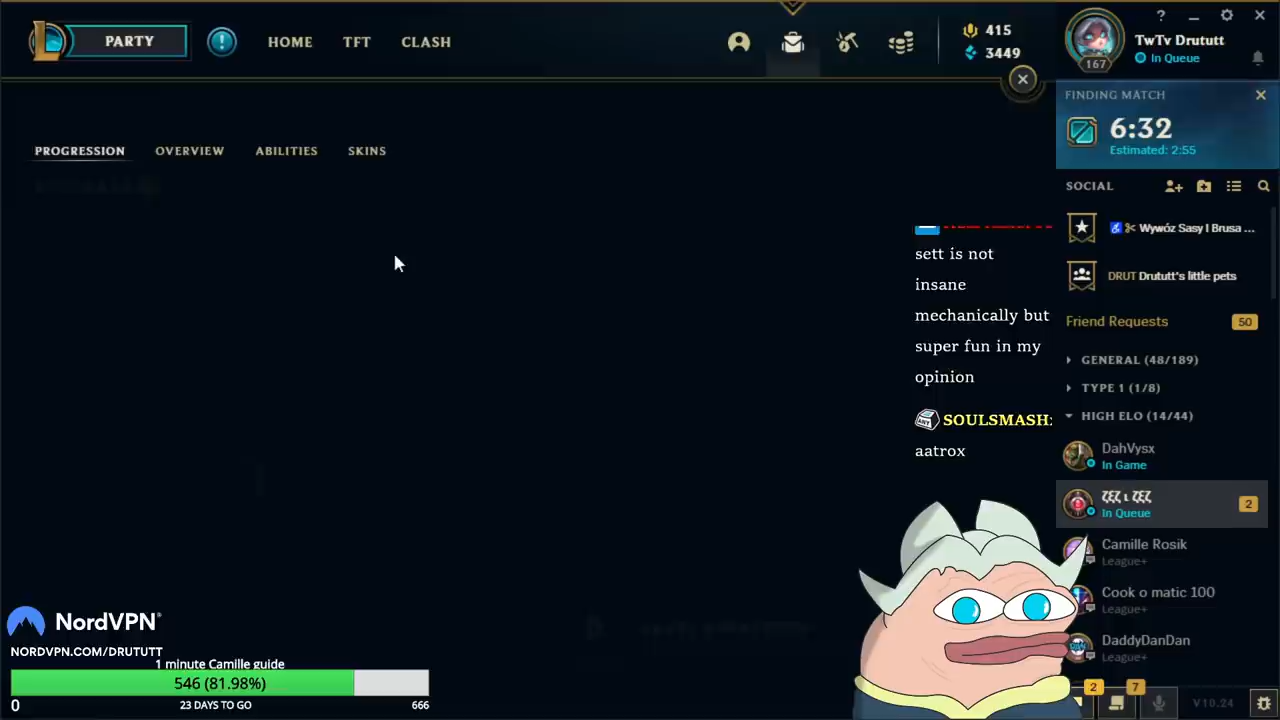 PARTY
HOME
TFT
CLASH
415
3449
?
167
TwTv Drututt
In Queue
FINDING MATCH
6:32
Estimated: 2:55
PROGRESSION
OVERVIEW
ABILITIES
SKINS
SOCIAL
Wywóz Sasy I Brusa ...
DRUT Drututt's little pets
Friend Requests
50
GENERAL (48/189)
TYPE 1 (1/8)
HIGH ELO (14/44)
DahVysx
In Game
In Queue
2
Camille Rosik
League+
Cook o matic 100
League+
DaddyDanDan
League+
2
7
V10.24
sett is not
insane
mechanically but
super fun in my
opinion
SOULSMASH:
aatrox
NordVPN®
NORDVPN.COM/DRUTUTT
1 minute Camille guide
546 (81.98%)
0
23 DAYS TO GO
666